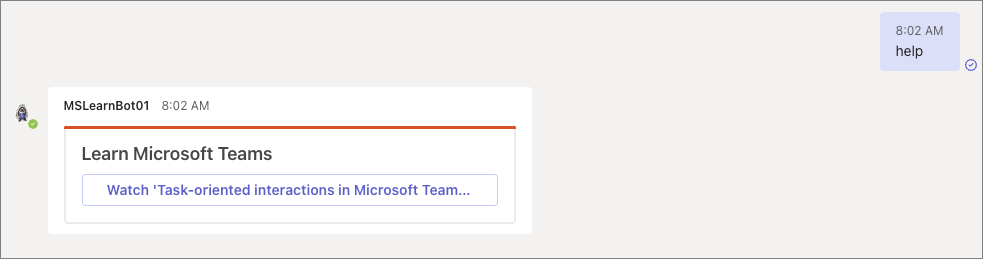 8:02 AM
help
MSLearnBot01 8:02 AM
Learn Microsoft Teams
Watch 'Task-oriented interactions in Microsoft Team...